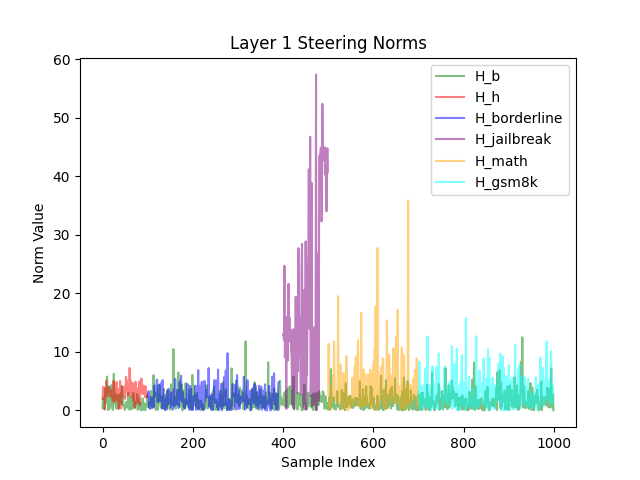 Layer 1 Steering Norms
60
50
40
30
20
10
0
Norm Value
H_b
H_h
H_borderline
H_jailbreak
H_math
H_gsm8k
0 200 400 600 800 1000
Sample Index